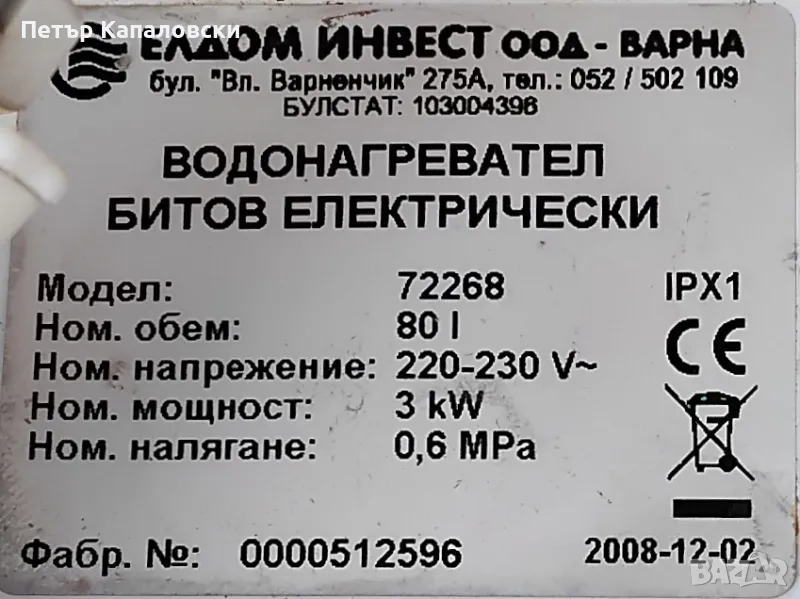 Петър Капаловски
ЕЛДОМ ИНВЕСТ ООД - ВАРНА
бул. "Вл. Варненчик" 275А, тел.: 052 / 502 109
БУЛСТАТ: 103004396
ВОДОНАГРЕВАТЕЛ
БИТОВ ЕЛЕКТРИЧЕСКИ
Модел: 72268 IPX1
Ном. обем: 80 l
Ном. напрежение: 220-230 V~
Ном. мощност: 3 kW
Ном. налягане: 0,6 MPa
CE
Фабр. №: 0000512596 2008-12-02
BAZAR